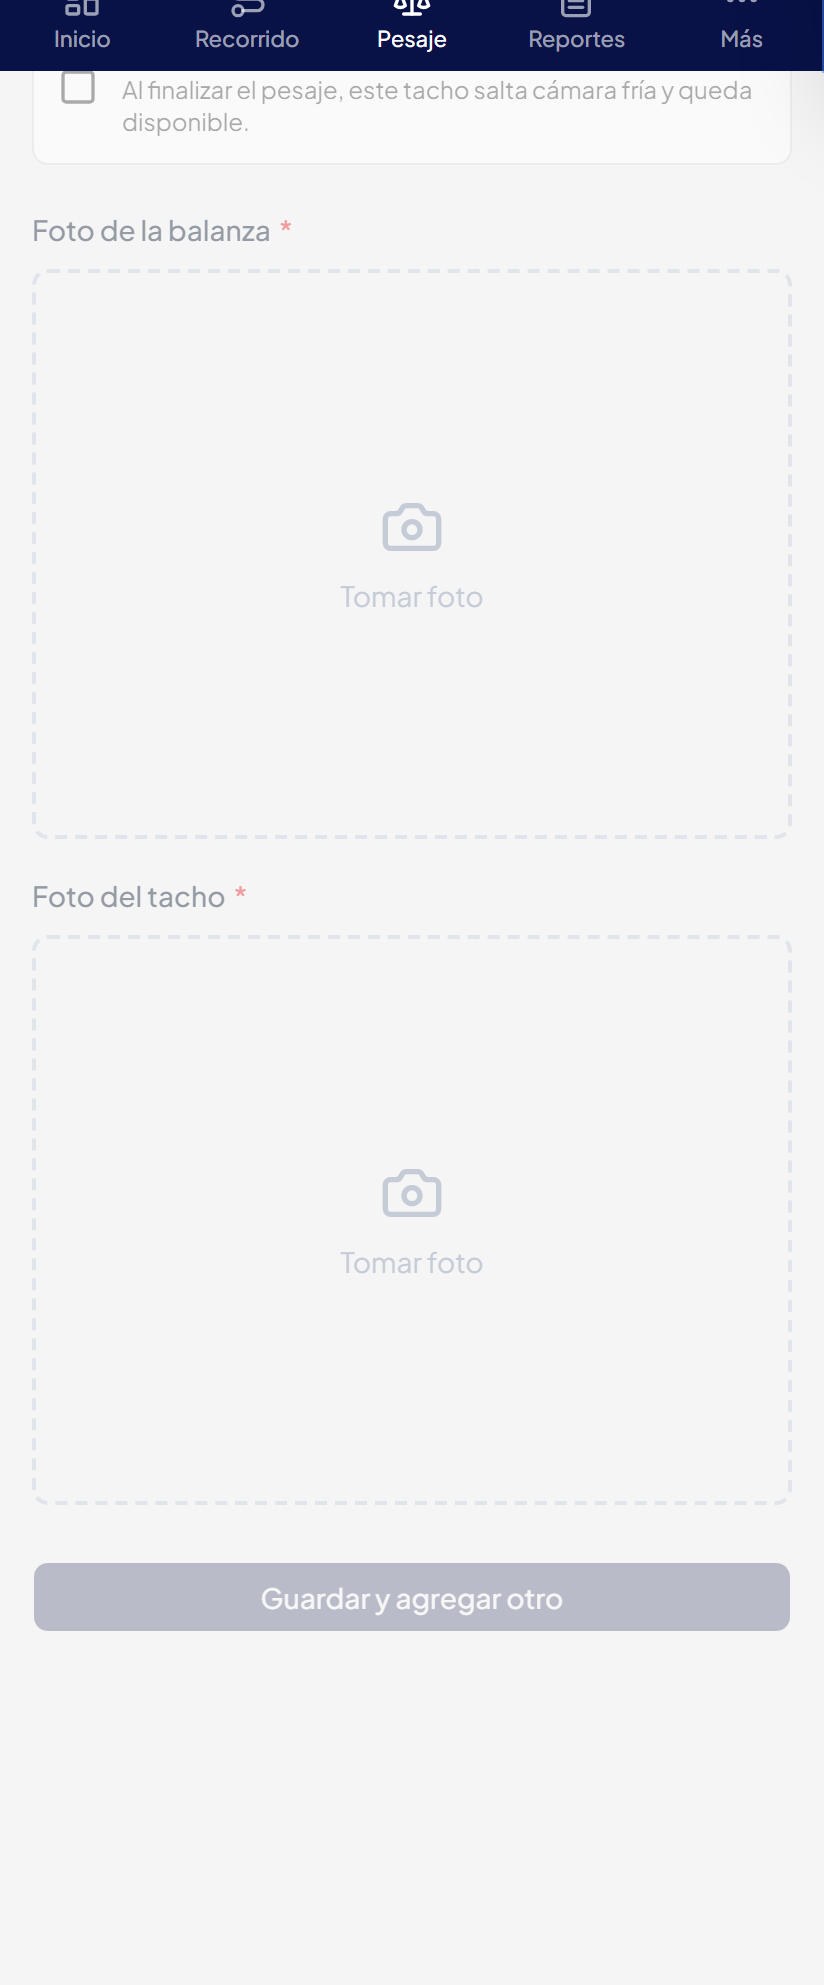 Inicio
Recorrido
Pesaje
Reportes
Más
Al finalizar el pesaje, este tacho salta cámara fría y queda
disponible.
Foto de la balanza *
Tomar foto
Foto del tacho *
Tomar foto
Guardar y agregar otro